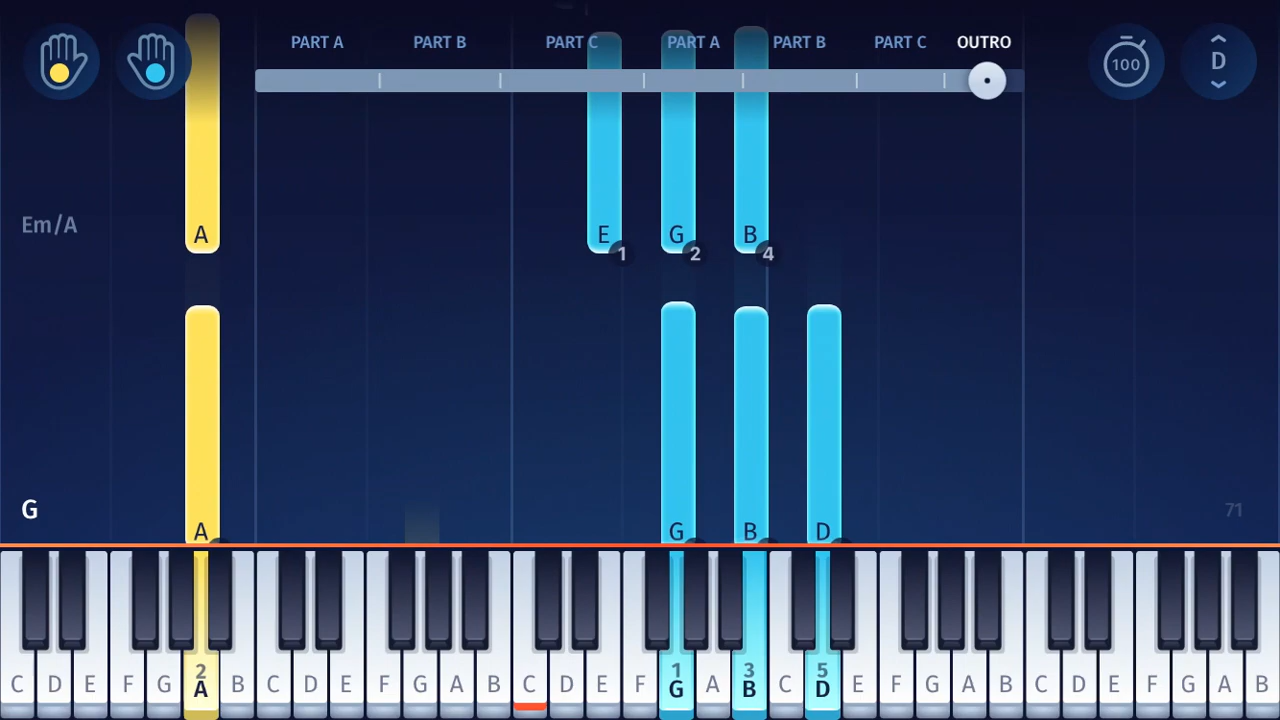 PART A PART B PART C PART A PART B PART C OUTRO
100 D
Em/A A E G B
1 2 4
G A G B D 71
2 1 3 5
C D E F G A B C D E F G A B C D E F G A B C D E F G A B C D E F G A B